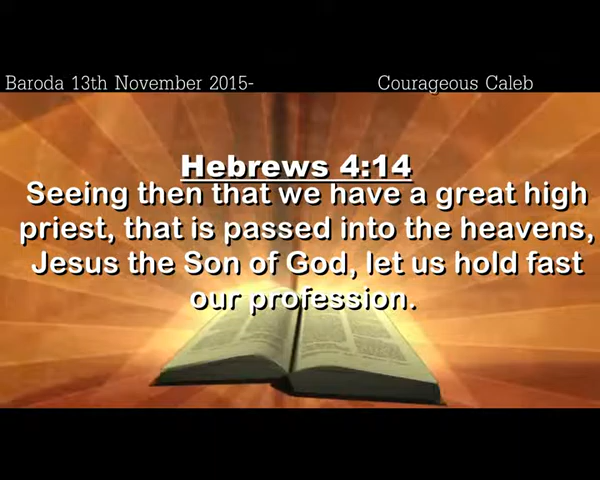 Baroda 13th November 2015- Courageous Caleb
Hebrews 4:14
Seeing then that we have a great high
priest, that is passed into the heavens,
Jesus the Son of God, let us hold fast
our profession.